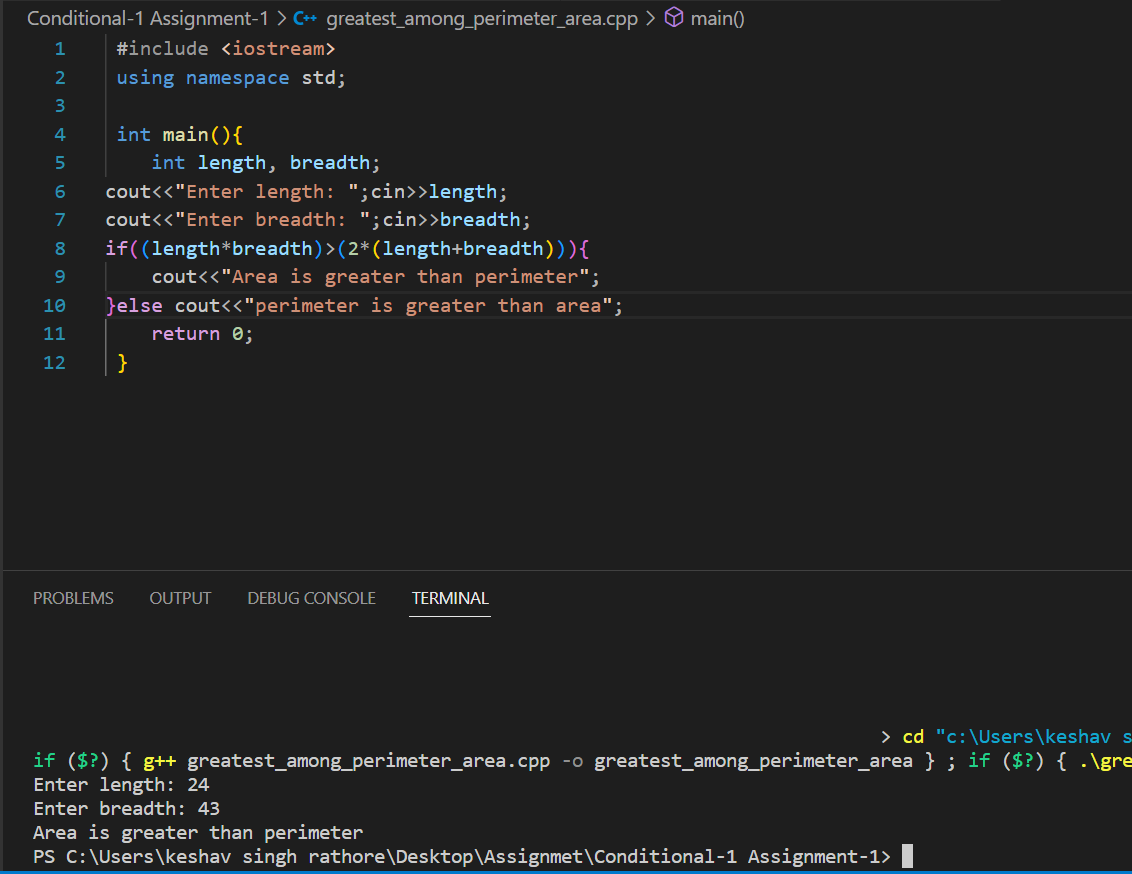 Conditional-1 Assignment-1 > C++ greatest_among_perimeter_area.cpp > main()
1 #include <iostream>
2 using namespace std;
3
4 int main(){
5 int length, breadth;
6 cout<<"Enter length: ";cin>>length;
7 cout<<"Enter breadth: ";cin>>breadth;
8 if((length*breadth)>(2*(length+breadth))){
9 cout<<"Area is greater than perimeter";
10 }else cout<<"perimeter is greater than area";
11 return 0;
12 }
PROBLEMS OUTPUT DEBUG CONSOLE TERMINAL
> cd "c:\Users\keshav s
if ($?) { g++ greatest_among_perimeter_area.cpp -o greatest_among_perimeter_area } ; if ($?) { .\gre
Enter length: 24
Enter breadth: 43
Area is greater than perimeter
PS C:\Users\keshav singh rathore\Desktop\Assignmet\Conditional-1 Assignment-1>